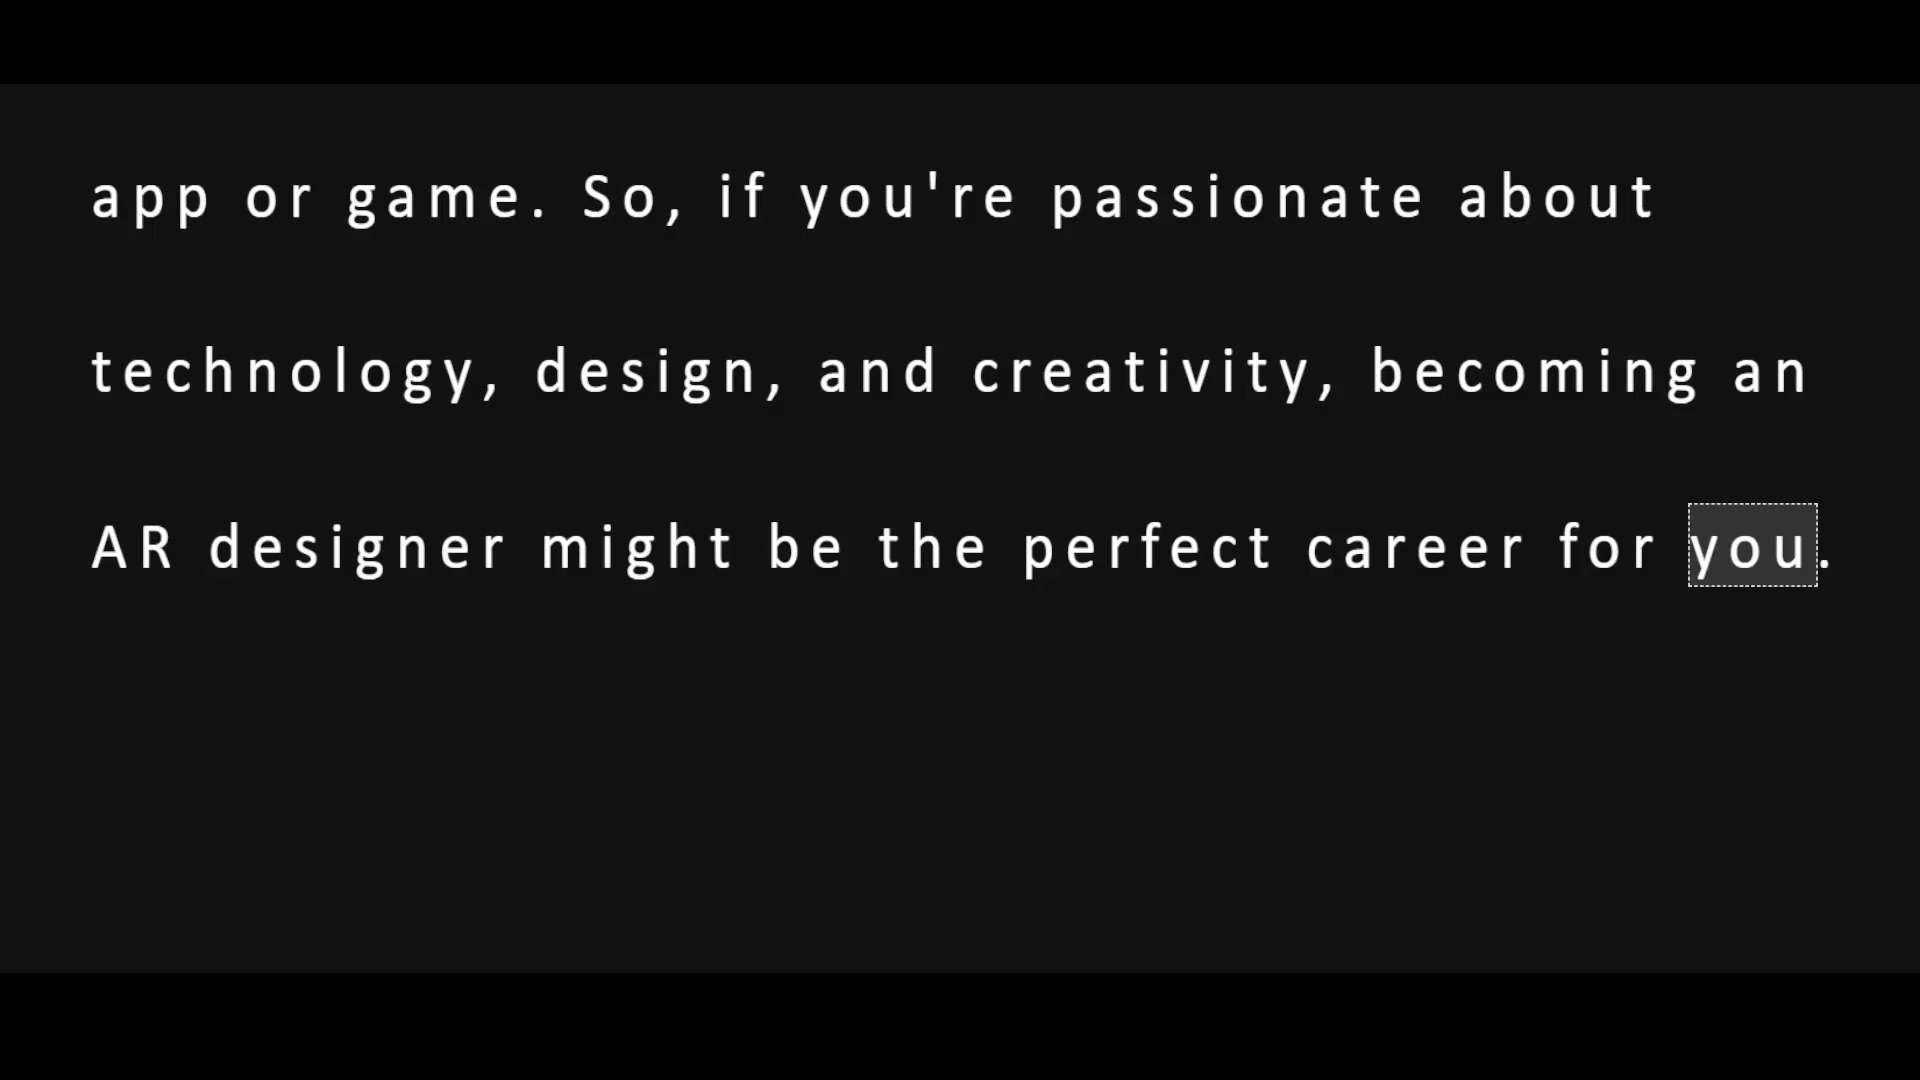 app or game. So, if you're passionate about
technology, design, and creativity, becoming an
AR designer might be the perfect career for you.